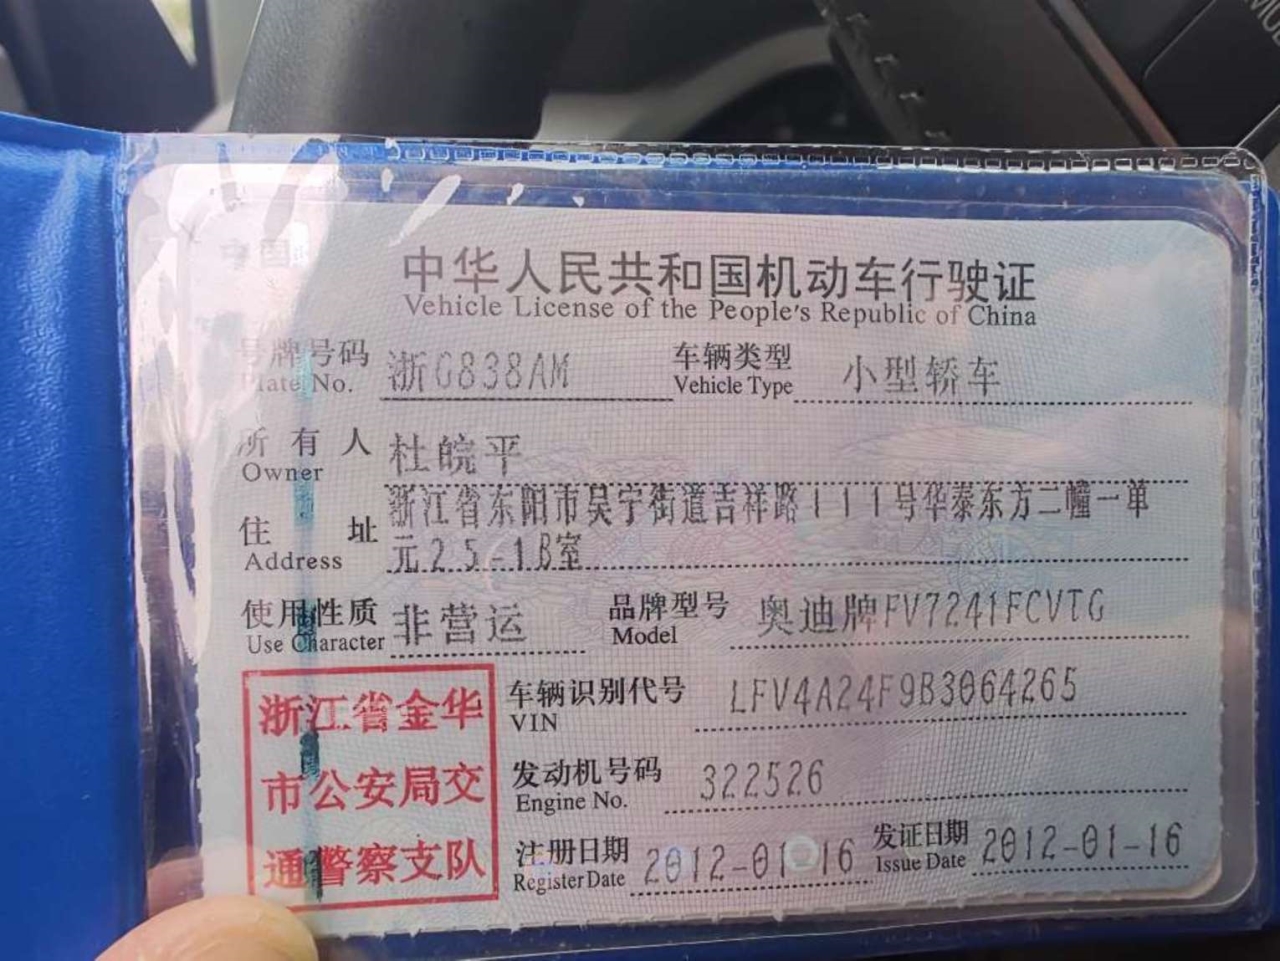 中华人民共和国机动车行驶证
Vehicle License of the People's Republic of China
号牌号码 浙G838AM 车辆类型 小型轿车
Plate No. Vehicle Type
所有人 杜皖平
Owner
住址 浙江省东阳市吴宁街道吉祥路111号华泰东方二幢一单
Address 元25-1B室
使用性质 非营运 品牌型号 奥迪牌FV7241FCVTG
Use Character Model
浙江省金华
市公安局交
通警察支队
车辆识别代号 LFV4A24F9B3064265
VIN
发动机号码 322526
Engine No.
注册日期 2012-01-16 发证日期 2012-01-16
Register Date Issue Date